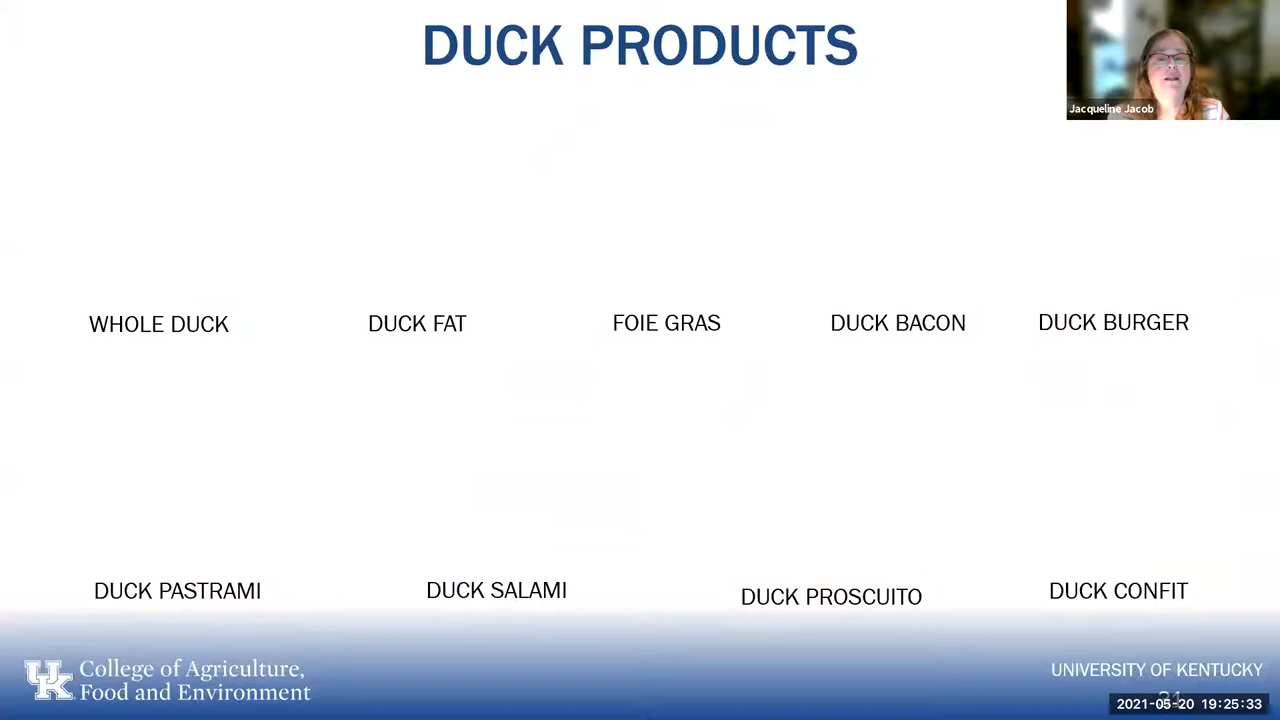 DUCK PRODUCTS
Jacqueline Jacob
WHOLE DUCK
DUCK FAT
FOIE GRAS
DUCK BACON
DUCK BURGER
DUCK PASTRAMI
DUCK SALAMI
DUCK PROSCUITO
DUCK CONFIT
UK
College of Agriculture,
Food and Environment
UNIVERSITY OF KENTUCKY
2021-05-20 19:25:33